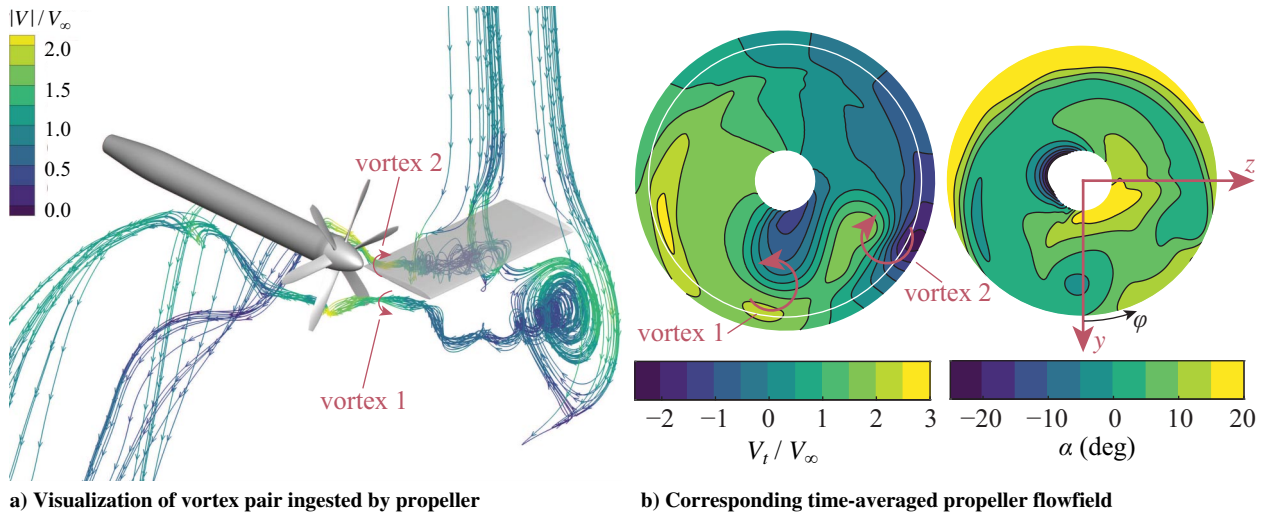 |V| / V∞
2.0
1.5
1.0
0.5
0.0
vortex 2
vortex 1
a) Visualization of vortex pair ingested by propeller
vortex 1
vortex 2
−2 −1 0 1 2 3
Vt / V∞
z
φ
y
−20 −10 0 10 20
α (deg)
b) Corresponding time-averaged propeller flowfield